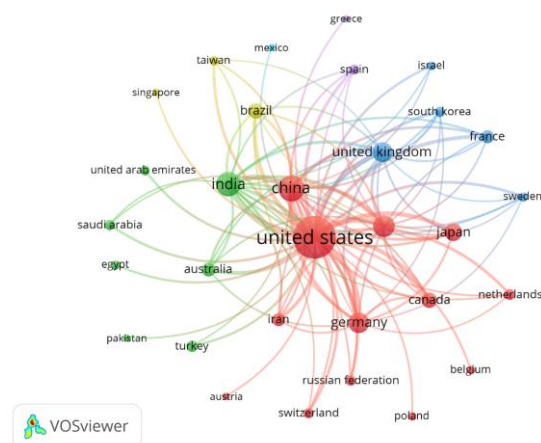 greece
mexico
taiwan
spain
israel
singapore
brazil
south korea
france
united kingdom
united arab emirates
india
china
sweden
saudi arabia
united states
japan
egypt
australia
netherlands
canada
iran
germany
pakistan
turkey
belgium
russian federation
austria
switzerland
poland
VOSviewer